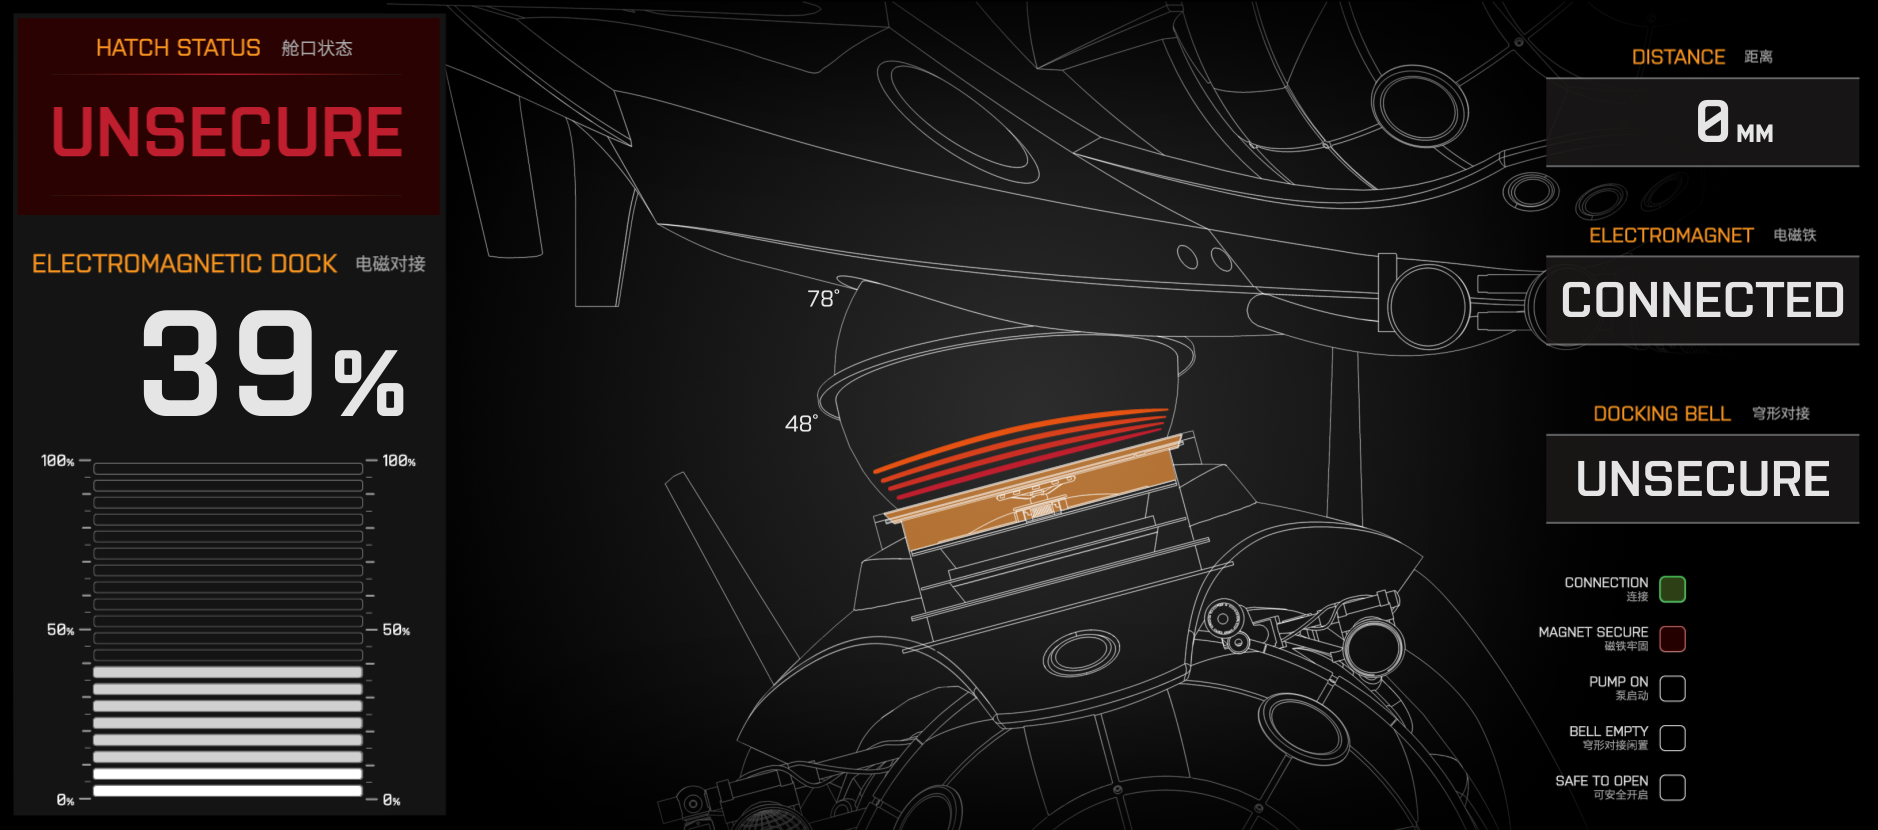 HATCH STATUS 舱口状态
UNSECURE
ELECTROMAGNETIC DOCK 电磁对接
39%
100% 100%
50% 50%
0% 0%
78°
48°
DISTANCE 距离
0 MM
ELECTROMAGNET 电磁铁
CONNECTED
DOCKING BELL 穹形对接
UNSECURE
CONNECTION
连接
MAGNET SECURE
磁铁牢固
PUMP ON
泵启动
BELL EMPTY
穹形对接闲置
SAFE TO OPEN
可安全开启